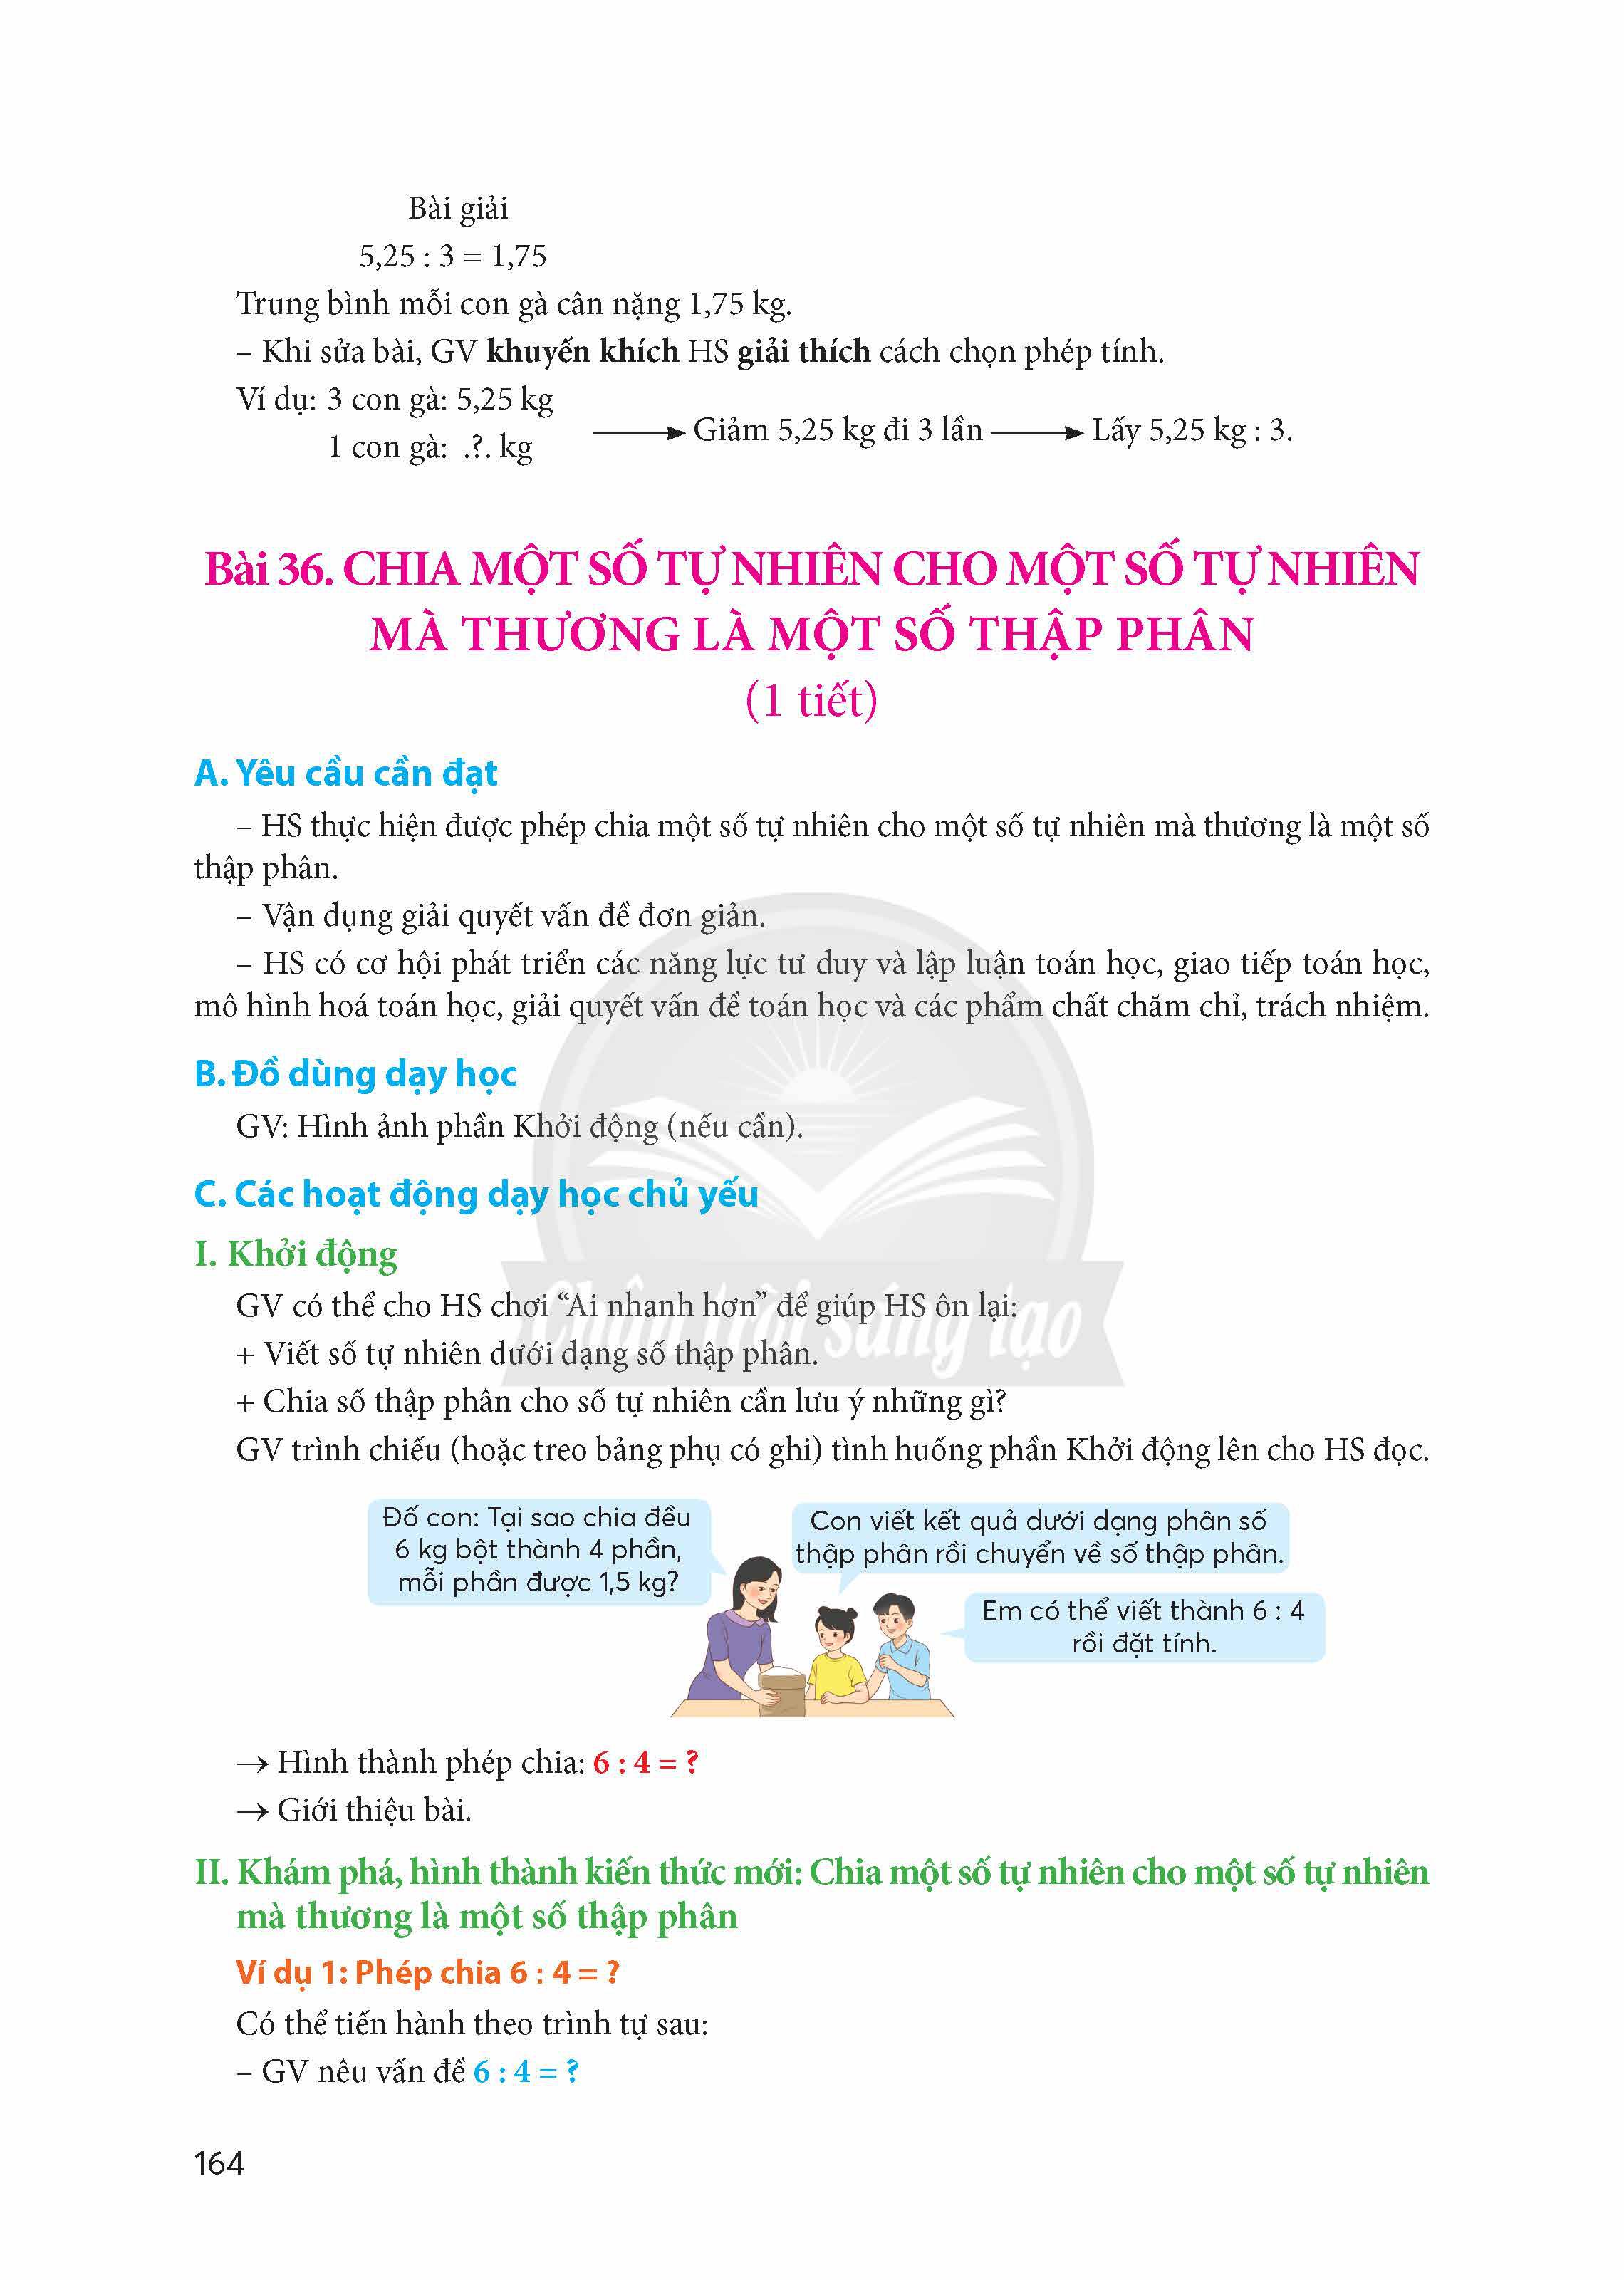 Bài giải
5,25 : 3 = 1,75
Trung bình mỗi con gà cân nặng 1,75 kg.
– Khi sửa bài, GV khuyến khích HS giải thích cách chọn phép tính.
Ví dụ: 3 con gà: 5,25 kg
1 con gà: .?. kg
Giảm 5,25 kg đi 3 lần
Lấy 5,25 kg : 3.
Bài 36. CHIA MỘT SỐ TỰ NHIÊN CHO MỘT SỐ TỰ NHIÊN
MÀ THƯƠNG LÀ MỘT SỐ THẬP PHÂN
(1 tiết)
A. Yêu cầu cần đạt
– HS thực hiện được phép chia một số tự nhiên cho một số tự nhiên mà thương là một số
thập phân.
– Vận dụng giải quyết vấn đề đơn giản.
– HS có cơ hội phát triển các năng lực tư duy và lập luận toán học, giao tiếp toán học,
mô hình hoá toán học, giải quyết vấn đề toán học và các phẩm chất chăm chỉ, trách nhiệm.
B. Đồ dùng dạy học
GV: Hình ảnh phần Khởi động (nếu cần).
C. Các hoạt động dạy học chủ yếu
I. Khởi động
GV có thể cho HS chơi “Ai nhanh hơn” để giúp HS ôn lại:
Chân trời sáng tạo
+ Viết số tự nhiên dưới dạng số thập phân.
+ Chia số thập phân cho số tự nhiên cần lưu ý những gì?
GV trình chiếu (hoặc treo bảng phụ có ghi) tình huống phần Khởi động lên cho HS đọc.
Đố con: Tại sao chia đều
6 kg bột thành 4 phần,
mỗi phần được 1,5 kg?
Con viết kết quả dưới dạng phân số
thập phân rồi chuyển về số thập phân.
Em có thể viết thành 6 : 4
rồi đặt tính.
→ Hình thành phép chia: 6 : 4 = ?
→ Giới thiệu bài.
II. Khám phá, hình thành kiến thức mới: Chia một số tự nhiên cho một số tự nhiên
mà thương là một số thập phân
Ví dụ 1: Phép chia 6 : 4 = ?
Có thể tiến hành theo trình tự sau:
– GV nêu vấn đề 6 : 4 = ?
164